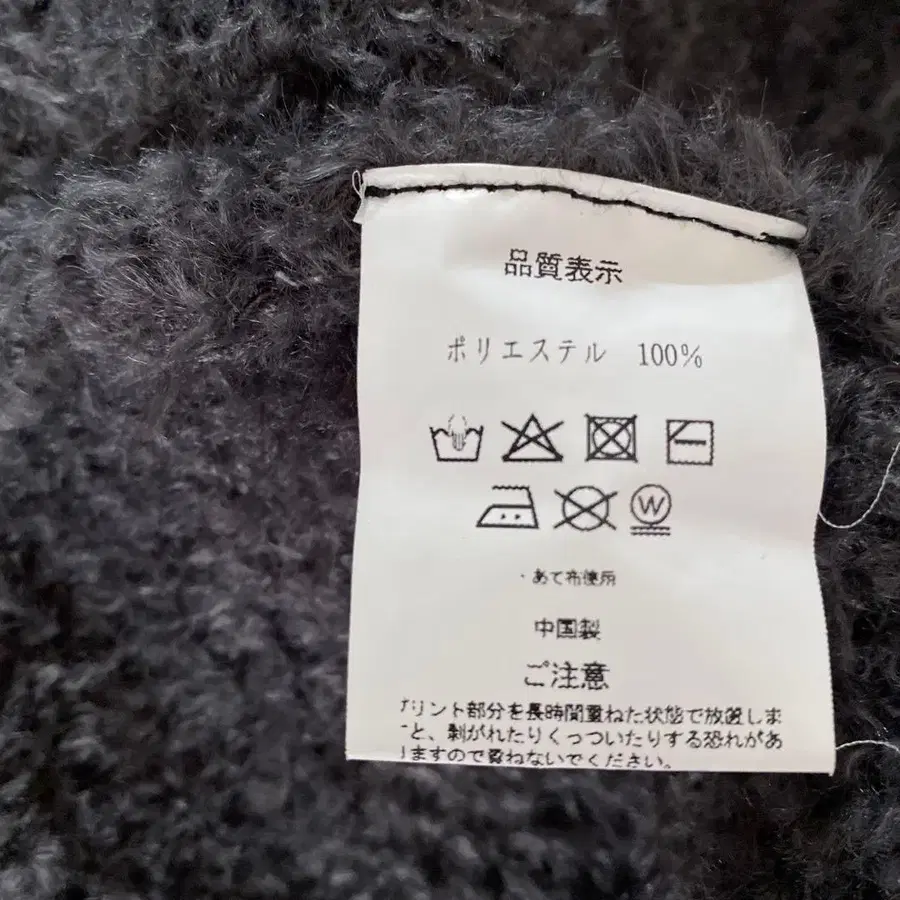 品質表示
ポリエステル 100%
W
・あて布使用
中国製
ご注意
プリント部分を長時間重ねた状態で放置しま
と、剥がれたりくっついたりする恐れがあ
りますので重ねないでください。